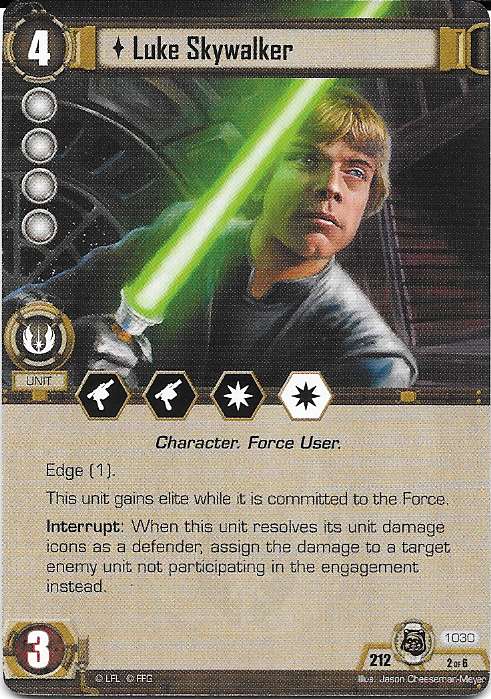 4
Luke Skywalker
UNIT
Character. Force User.
Edge (1).
This unit gains elite while it is committed to the Force.
Interrupt: When this unit resolves its unit damage
icons as a defender, assign the damage to a target
enemy unit not participating in the engagement
instead.
3
212
1030
2 OF 6
© LFL © FFG
Illus. Jason Cheeseman-Meyer